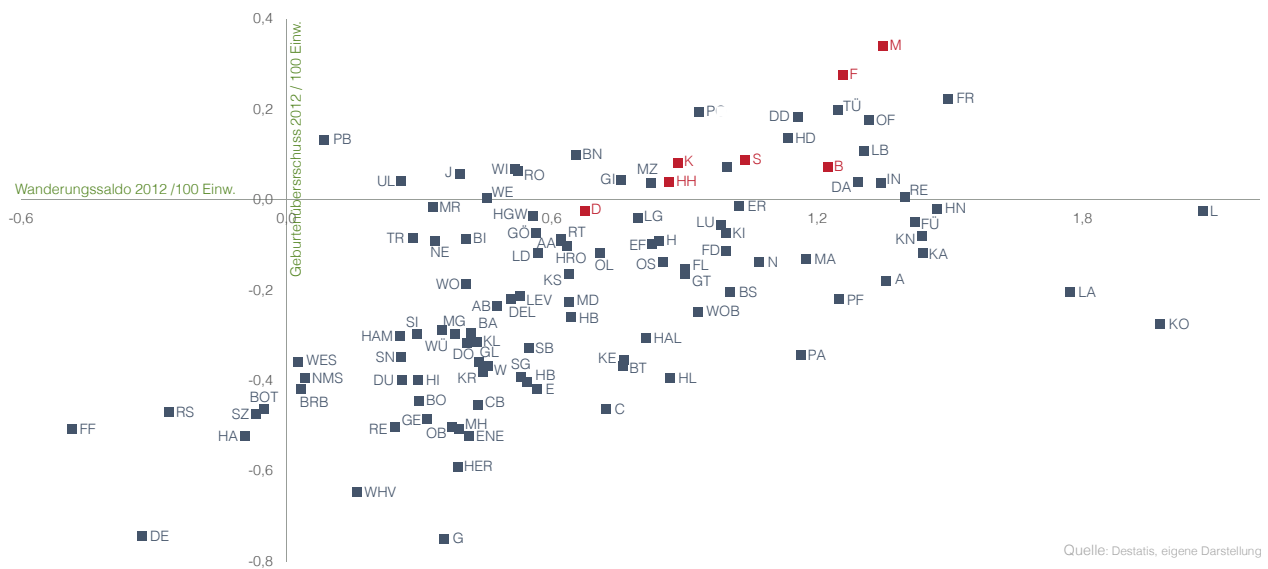 0,4
Geburtenübersrschuss 2012 / 100 Einw.
M
F
FR
0,2
TÜ
DD
OF
PB
HD
LB
BN
K
S
B
J
WI
RO
MZ
UL
GI
HH
DA
IN
Wanderungssaldo 2012 /100 Einw.
WE
RE
0,0
MR
D
ER
HN
L
-0,6
0,0
HGW
0,6
LG
LU
1,2
FÜ
1,8
TR
NE
BI
GÖ
AA
RT
EF
H
KI
KN
LD
HRO
OL
OS
FD
N
MA
KA
KS
FL
GT
A
WO
-0,2
AB
DEL
LEV
MD
BS
PF
LA
HB
WOB
KO
SI
MG
BA
HAM
WÜ
KL
HAL
DO
GL
SB
SN
WES
KE
PA
SG
W
BT
-0,4
NMS
DU
HI
KR
HB
HL
BRB
E
BOT
BO
CB
C
RS
SZ
GE
FF
HA
RE
OB
MH
ENE
-0,6
HER
WHV
DE
G
Quelle: Destatis, eigene Darstellung
-0,8